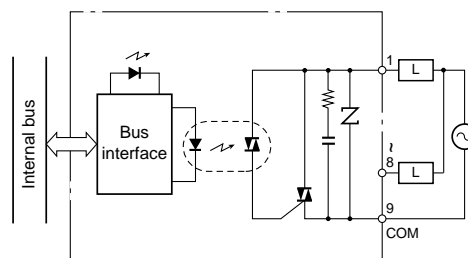 Internal bus
Bus
interface
1
L
~
8
L
9
COM